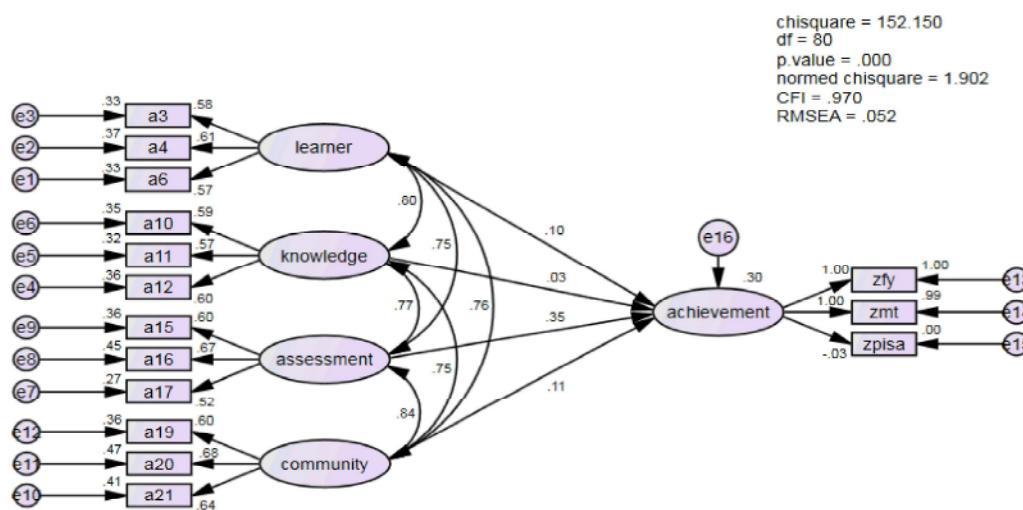 chisquare = 152.150
df = 80
p.value = .000
normed chisquare = 1.902
CFI = .970
RMSEA = .052
e3 .33 a3 .58
e2 .37 a4 .61
e1 .33 a6 .57
learner
e6 .35 a10 .59
e5 .32 a11 .57
e4 .36 a12 .60
knowledge
e9 .36 a15 .60
e8 .45 a16 .67
e7 .27 a17 .52
assessment
e12 .36 a19 .60
e11 .47 a20 .68
e10 .41 a21 .64
community
.80
.75
.77
.76
.75
.84
.10
.03
.35
.11
e16
.30
achievement
1.00 zfy 1.00
1.00 zmt .99
-.03 zpisa .00